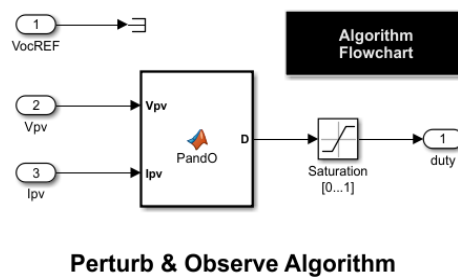 1
VocREF
Algorithm
Flowchart
2
Vpv
Vpv
PandO
D
1
duty
Saturation
[0...1]
3
Ipv
Ipv
Perturb & Observe Algorithm